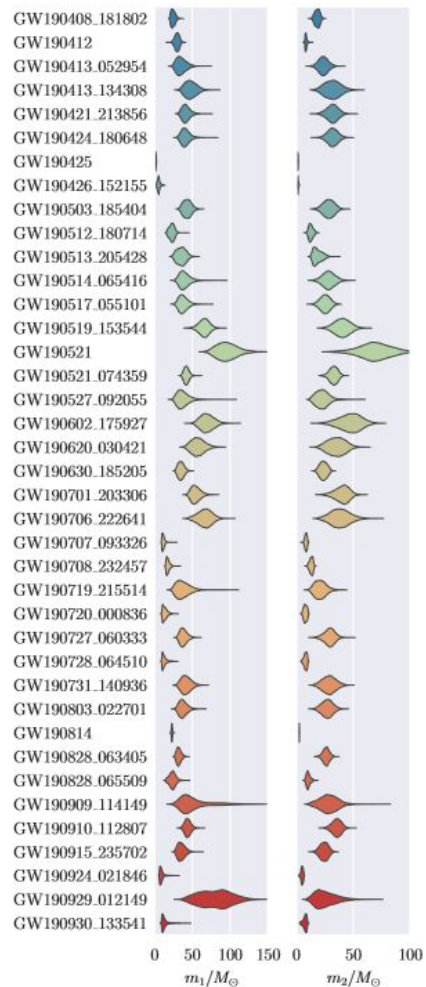 GW190408_181802
GW190412
GW190413_052954
GW190413_134308
GW190421_213856
GW190424_180648
GW190425
GW190426_152155
GW190503_185404
GW190512_180714
GW190513_205428
GW190514_065416
GW190517_055101
GW190519_153544
GW190521
GW190521_074359
GW190527_092055
GW190602_175927
GW190620_030421
GW190630_185205
GW190701_203306
GW190706_222641
GW190707_093326
GW190708_232457
GW190719_215514
GW190720_000836
GW190727_060333
GW190728_064510
GW190731_140936
GW190803_022701
GW190814
GW190828_063405
GW190828_065509
GW190909_114149
GW190910_112807
GW190915_235702
GW190924_021846
GW190929_012149
GW190930_133541
0 50 100 150 0 50 100
m₁/M⊙ m₂/M⊙